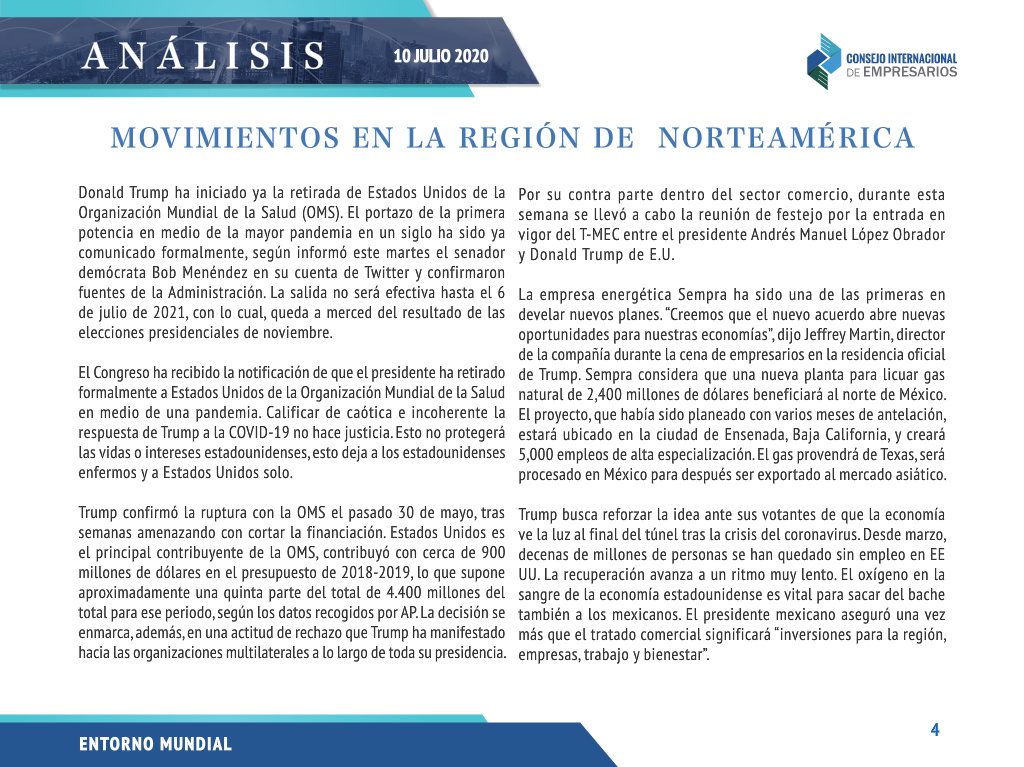 ANÁLISIS
10 JULIO 2020
CONSEJO INTERNACIONAL
DE EMPRESARIOS
MOVIMIENTOS EN LA REGIÓN DE NORTEAMÉRICA
Donald Trump ha iniciado ya la retirada de Estados Unidos de la
Organización Mundial de la Salud (OMS). El portazo de la primera
potencia en medio de la mayor pandemia en un siglo ha sido ya
comunicado formalmente, según informó este martes el senador
demócrata Bob Menéndez en su cuenta de Twitter y confirmaron
fuentes de la Administración. La salida no será efectiva hasta el 6
de julio de 2021, con lo cual, queda a merced del resultado de las
elecciones presidenciales de noviembre.
El Congreso ha recibido la notificación de que el presidente ha retirado
formalmente a Estados Unidos de la Organización Mundial de la Salud
en medio de una pandemia. Calificar de caótica e incoherente la
respuesta de Trump a la COVID-19 no hace justicia. Esto no protegerá
las vidas o intereses estadounidenses, esto deja a los estadounidenses
enfermos y a Estados Unidos solo.
Trump confirmó la ruptura con la OMS el pasado 30 de mayo, tras
semanas amenazando con cortar la financiación. Estados Unidos es
el principal contribuyente de la OMS, contribuyó con cerca de 900
millones de dólares en el presupuesto de 2018-2019, lo que supone
aproximadamente una quinta parte del total de 4.400 millones del
total para ese periodo, según los datos recogidos por AP. La decisión se
enmarca, además, en una actitud de rechazo que Trump ha manifestado
hacia las organizaciones multilaterales a lo largo de toda su presidencia.
Por su contra parte dentro del sector comercio, durante esta
semana se llevó a cabo la reunión de festejo por la entrada en
vigor del T-MEC entre el presidente Andrés Manuel López Obrador
y Donald Trump de E.U.
La empresa energética Sempra ha sido una de las primeras en
develar nuevos planes. “Creemos que el nuevo acuerdo abre nuevas
oportunidades para nuestras economías”, dijo Jeffrey Martin, director
de la compañía durante la cena de empresarios en la residencia oficial
de Trump. Sempra considera que una nueva planta para licuar gas
natural de 2,400 millones de dólares beneficiará al norte de México.
El proyecto, que había sido planeado con varios meses de antelación,
estará ubicado en la ciudad de Ensenada, Baja California, y creará
5,000 empleos de alta especialización. El gas provendrá de Texas, será
procesado en México para después ser exportado al mercado asiático.
Trump busca reforzar la idea ante sus votantes de que la economía
ve la luz al final del túnel tras la crisis del coronavirus. Desde marzo,
decenas de millones de personas se han quedado sin empleo en EE
UU. La recuperación avanza a un ritmo muy lento. El oxígeno en la
sangre de la economía estadounidense es vital para sacar del bache
también a los mexicanos. El presidente mexicano aseguró una vez
más que el tratado comercial significará “inversiones para la región,
empresas, trabajo y bienestar”.
ENTORNO MUNDIAL
4